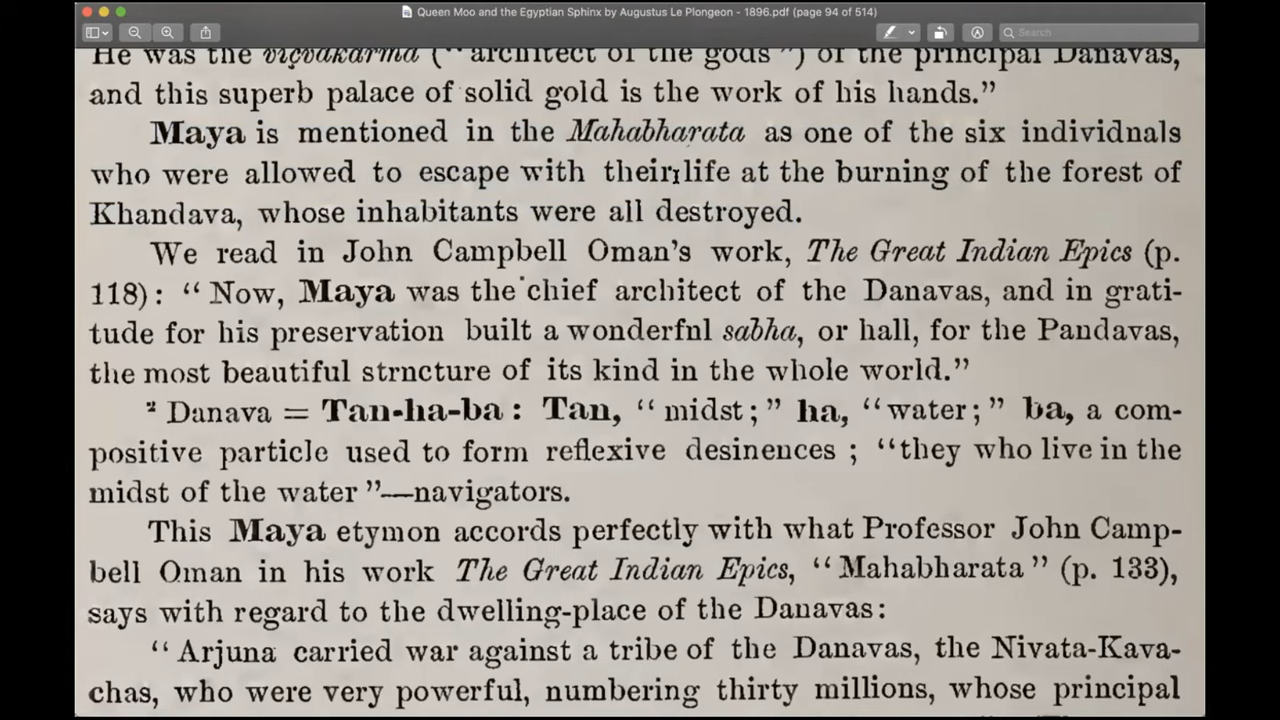 Queen Moo and the Egyptian Sphinx by Augustus Le Plongeon - 1896.pdf (page 94 of 514)
Search
He was the viçvakarma (“architect of the gods”) of the principal Danavas,
and this superb palace of solid gold is the work of his hands.”
Maya is mentioned in the Mahabharata as one of the six individnals
who were allowed to escape with their life at the burning of the forest of
Khandava, whose inhabitants were all destroyed.
We read in John Campbell Oman’s work, The Great Indian Epics (p.
118): “Now, Maya was the chief architect of the Danavas, and in grati-
tude for his preservation built a wonderfnl sabha, or hall, for the Pandavas,
the most beautiful strncture of its kind in the whole world.”
² Danava = Tan-ha-ba: Tan, “midst;” ha, “water;” ba, a com-
positive particle used to form reflexive desinences; “they who live in the
midst of the water”—navigators.
This Maya etymon accords perfectly with what Professor John Camp-
bell Oman in his work The Great Indian Epics, “Mahabharata” (p. 133),
says with regard to the dwelling-place of the Danavas:
“Arjuna carried war against a tribe of the Danavas, the Nivata-Kava-
chas, who were very powerful, numbering thirty millions, whose principal